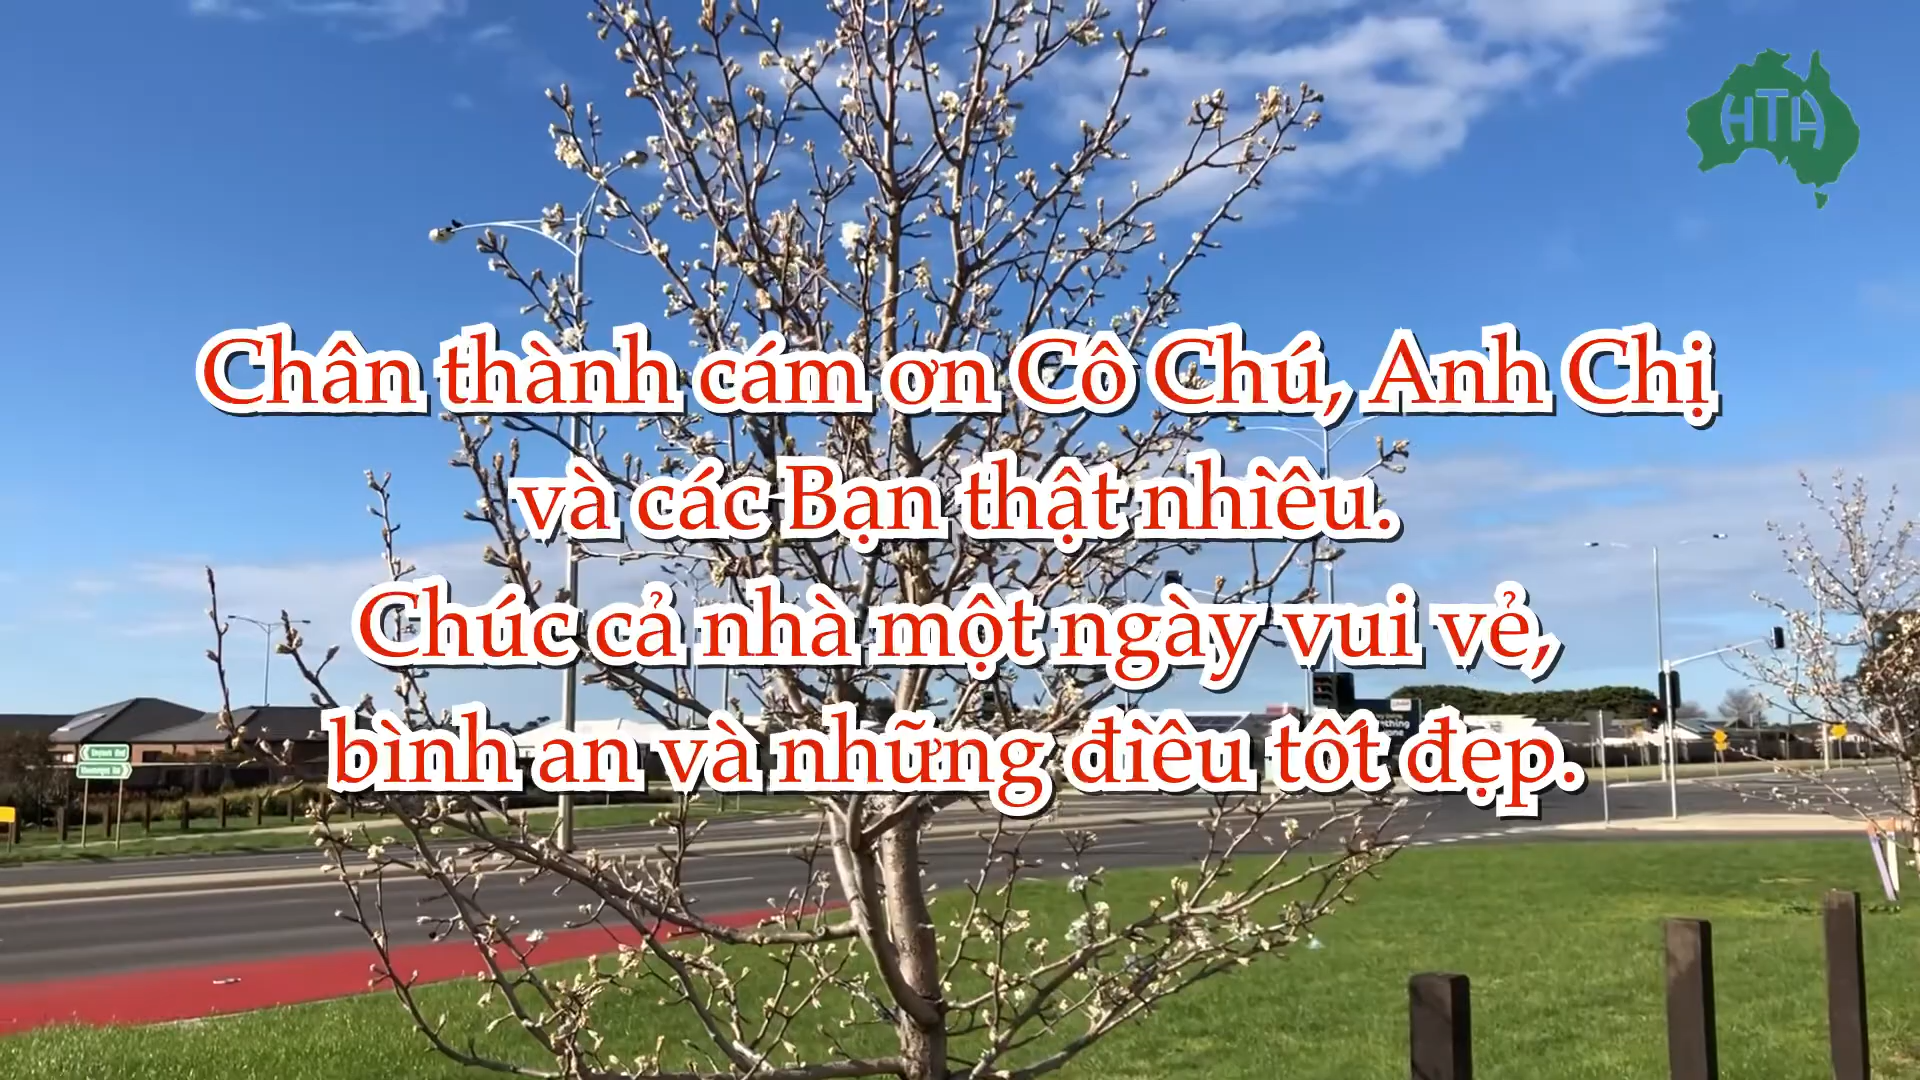 HTA
Chân thành cám ơn Cô Chú, Anh Chị
và các Bạn thật nhiều.
Chúc cả nhà một ngày vui vẻ,
bình an và những điều tốt đẹp.